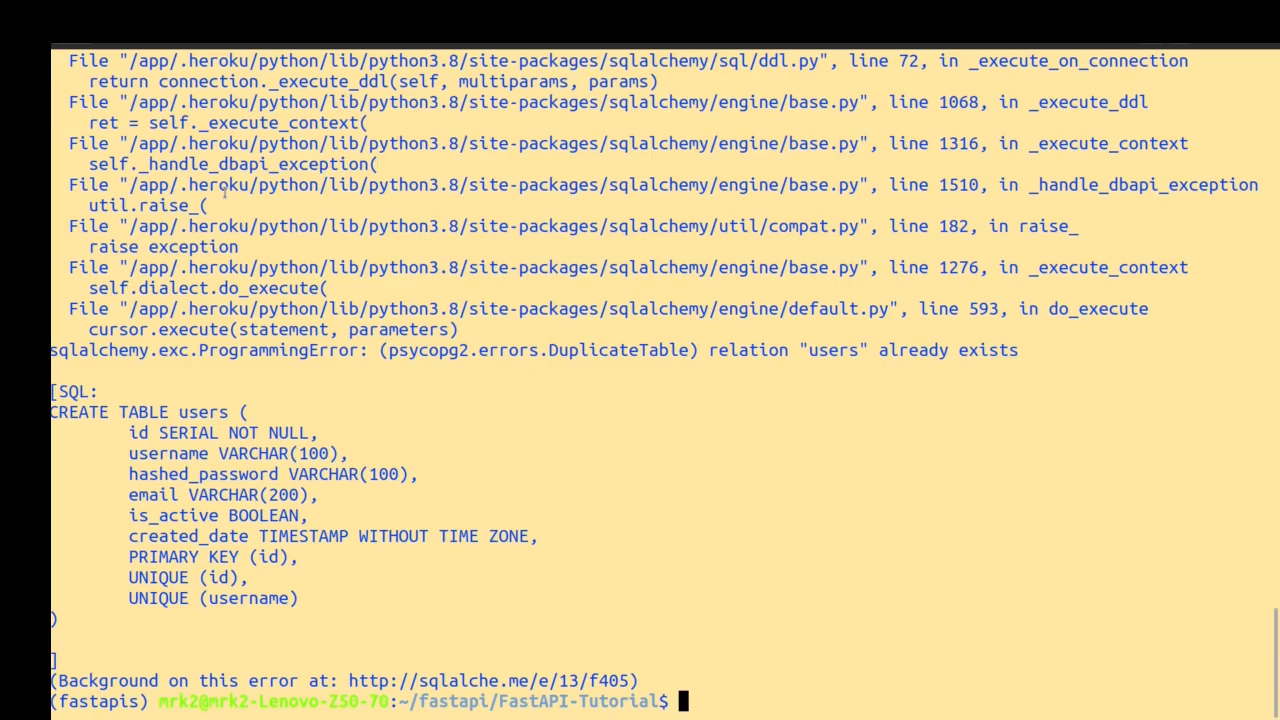 File "/app/.heroku/python/lib/python3.8/site-packages/sqlalchemy/sql/ddl.py", line 72, in _execute_on_connection
return connection._execute_ddl(self, multiparams, params)
File "/app/.heroku/python/lib/python3.8/site-packages/sqlalchemy/engine/base.py", line 1068, in _execute_ddl
ret = self._execute_context(
File "/app/.heroku/python/lib/python3.8/site-packages/sqlalchemy/engine/base.py", line 1316, in _execute_context
self._handle_dbapi_exception(
File "/app/.heroku/python/lib/python3.8/site-packages/sqlalchemy/engine/base.py", line 1510, in _handle_dbapi_exception
util.raise_(
File "/app/.heroku/python/lib/python3.8/site-packages/sqlalchemy/util/compat.py", line 182, in raise_
raise exception
File "/app/.heroku/python/lib/python3.8/site-packages/sqlalchemy/engine/base.py", line 1276, in _execute_context
self.dialect.do_execute(
File "/app/.heroku/python/lib/python3.8/site-packages/sqlalchemy/engine/default.py", line 593, in do_execute
cursor.execute(statement, parameters)
sqlalchemy.exc.ProgrammingError: (psycopg2.errors.DuplicateTable) relation "users" already exists
[SQL:
CREATE TABLE users (
id SERIAL NOT NULL,
username VARCHAR(100),
hashed_password VARCHAR(100),
email VARCHAR(200),
is_active BOOLEAN,
created_date TIMESTAMP WITHOUT TIME ZONE,
PRIMARY KEY (id),
UNIQUE (id),
UNIQUE (username)
)
]
(Background on this error at: http://sqlalche.me/e/13/f405)
(fastapis) mrk2@mrk2-Lenovo-Z50-70:~/fastapi/FastAPI-Tutorial$